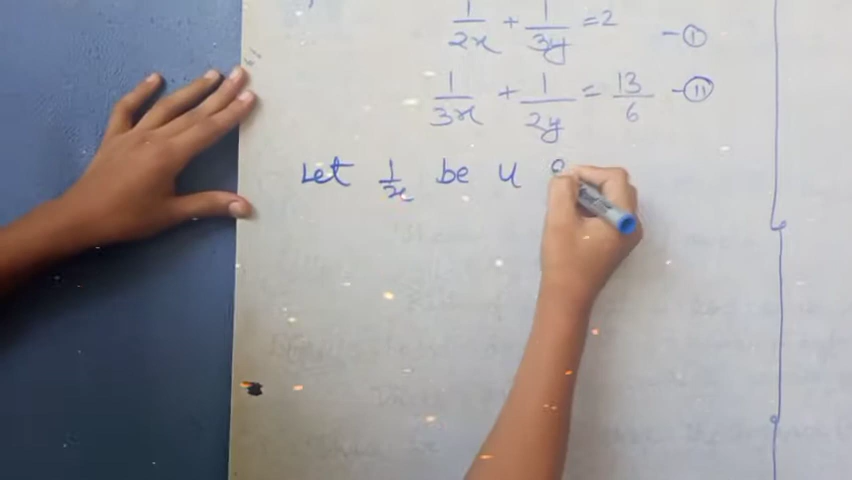 1/2x + 1/3y = 2 - (I)
1/3x + 1/2y = 13/6 - (II)
Let 1/x be u